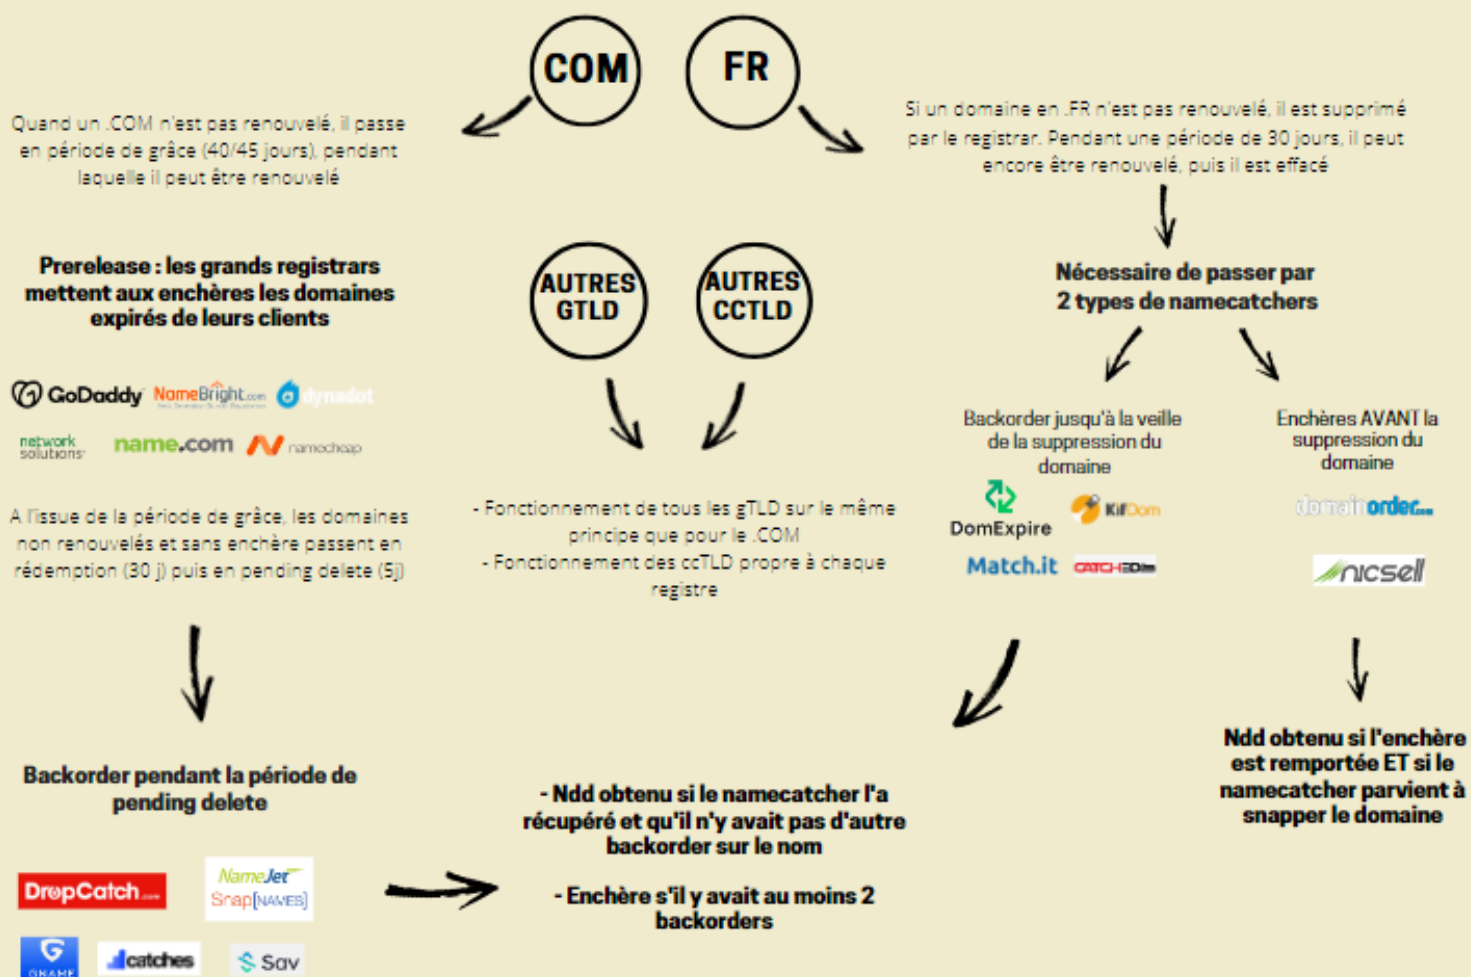 COM
FR
Quand un .COM n'est pas renouvelé, il passe
en période de grâce (40/45 jours), pendant
laquelle il peut être renouvelé
Si un domaine en .FR n'est pas renouvelé, il est supprimé
par le registrar. Pendant une période de 30 jours, il peut
encore être renouvelé, puis il est effacé
Prerelease : les grands registrars
mettent aux enchères les domaines
expirés de leurs clients
AUTRES
GTLD
AUTRES
CCTLD
Nécessaire de passer par
2 types de namecatchers
GoDaddy
NameBright.com
dynadot
network
solutions
name.com
namecheap
Backorder jusqu'à la veille
de la suppression du
domaine
Enchères AVANT la
suppression du
domaine
DomExpire
KifDom
Match.it
CATCHED
domainorder
nicsell
A l'issue de la période de grâce, les domaines
non renouvelés et sans enchère passent en
rédemption (30 j) puis en pending delete (5j)
- Fonctionnement de tous les gTLD sur le même
principe que pour le .COM
- Fonctionnement des ccTLD propre à chaque
registre
Backorder pendant la période de
pending delete
- Ndd obtenu si le namecatcher l'a
récupéré et qu'il n'y avait pas d'autre
backorder sur le nom
- Enchère s'il y avait au moins 2
backorders
Ndd obtenu si l'enchère
est remportée ET si le
namecatcher parvient à
snapper le domaine
DropCatch.com
NameJet
Snap[NAMES]
GNAME
catches
Sav